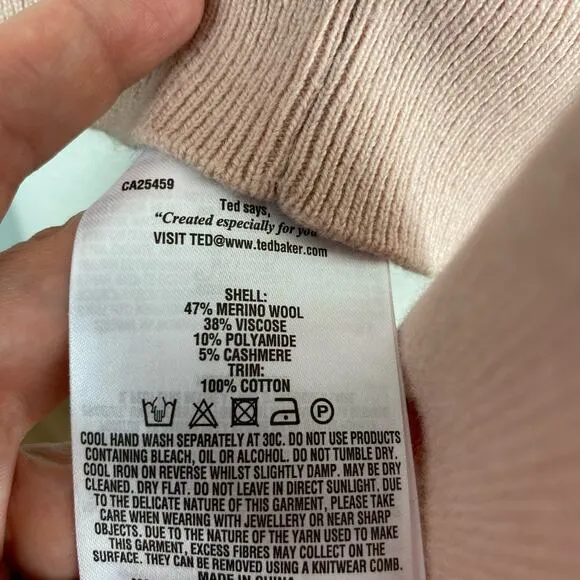 CA25459
Ted says,
"Created especially for you
VISIT TED@www.tedbaker.com
SHELL:
47% MERINO WOOL
38% VISCOSE
10% POLYAMIDE
5% CASHMERE
TRIM:
100% COTTON
P
COOL HAND WASH SEPARATELY AT 30C. DO NOT USE PRODUCTS
CONTAINING BLEACH, OIL OR ALCOHOL. DO NOT TUMBLE DRY.
COOL IRON ON REVERSE WHILST SLIGHTLY DAMP. MAY BE DRY
CLEANED. DRY FLAT. DO NOT LEAVE IN DIRECT SUNLIGHT. DUE
TO THE DELICATE NATURE OF THIS GARMENT, PLEASE TAKE
CARE WHEN WEARING WITH JEWELLERY OR NEAR SHARP
OBJECTS. DUE TO THE NATURE OF THE YARN USED TO MAKE
THIS GARMENT, EXCESS FIBRES MAY COLLECT ON THE
SURFACE. THEY CAN BE REMOVED USING A KNITWEAR COMB.
MADE IN CHINA